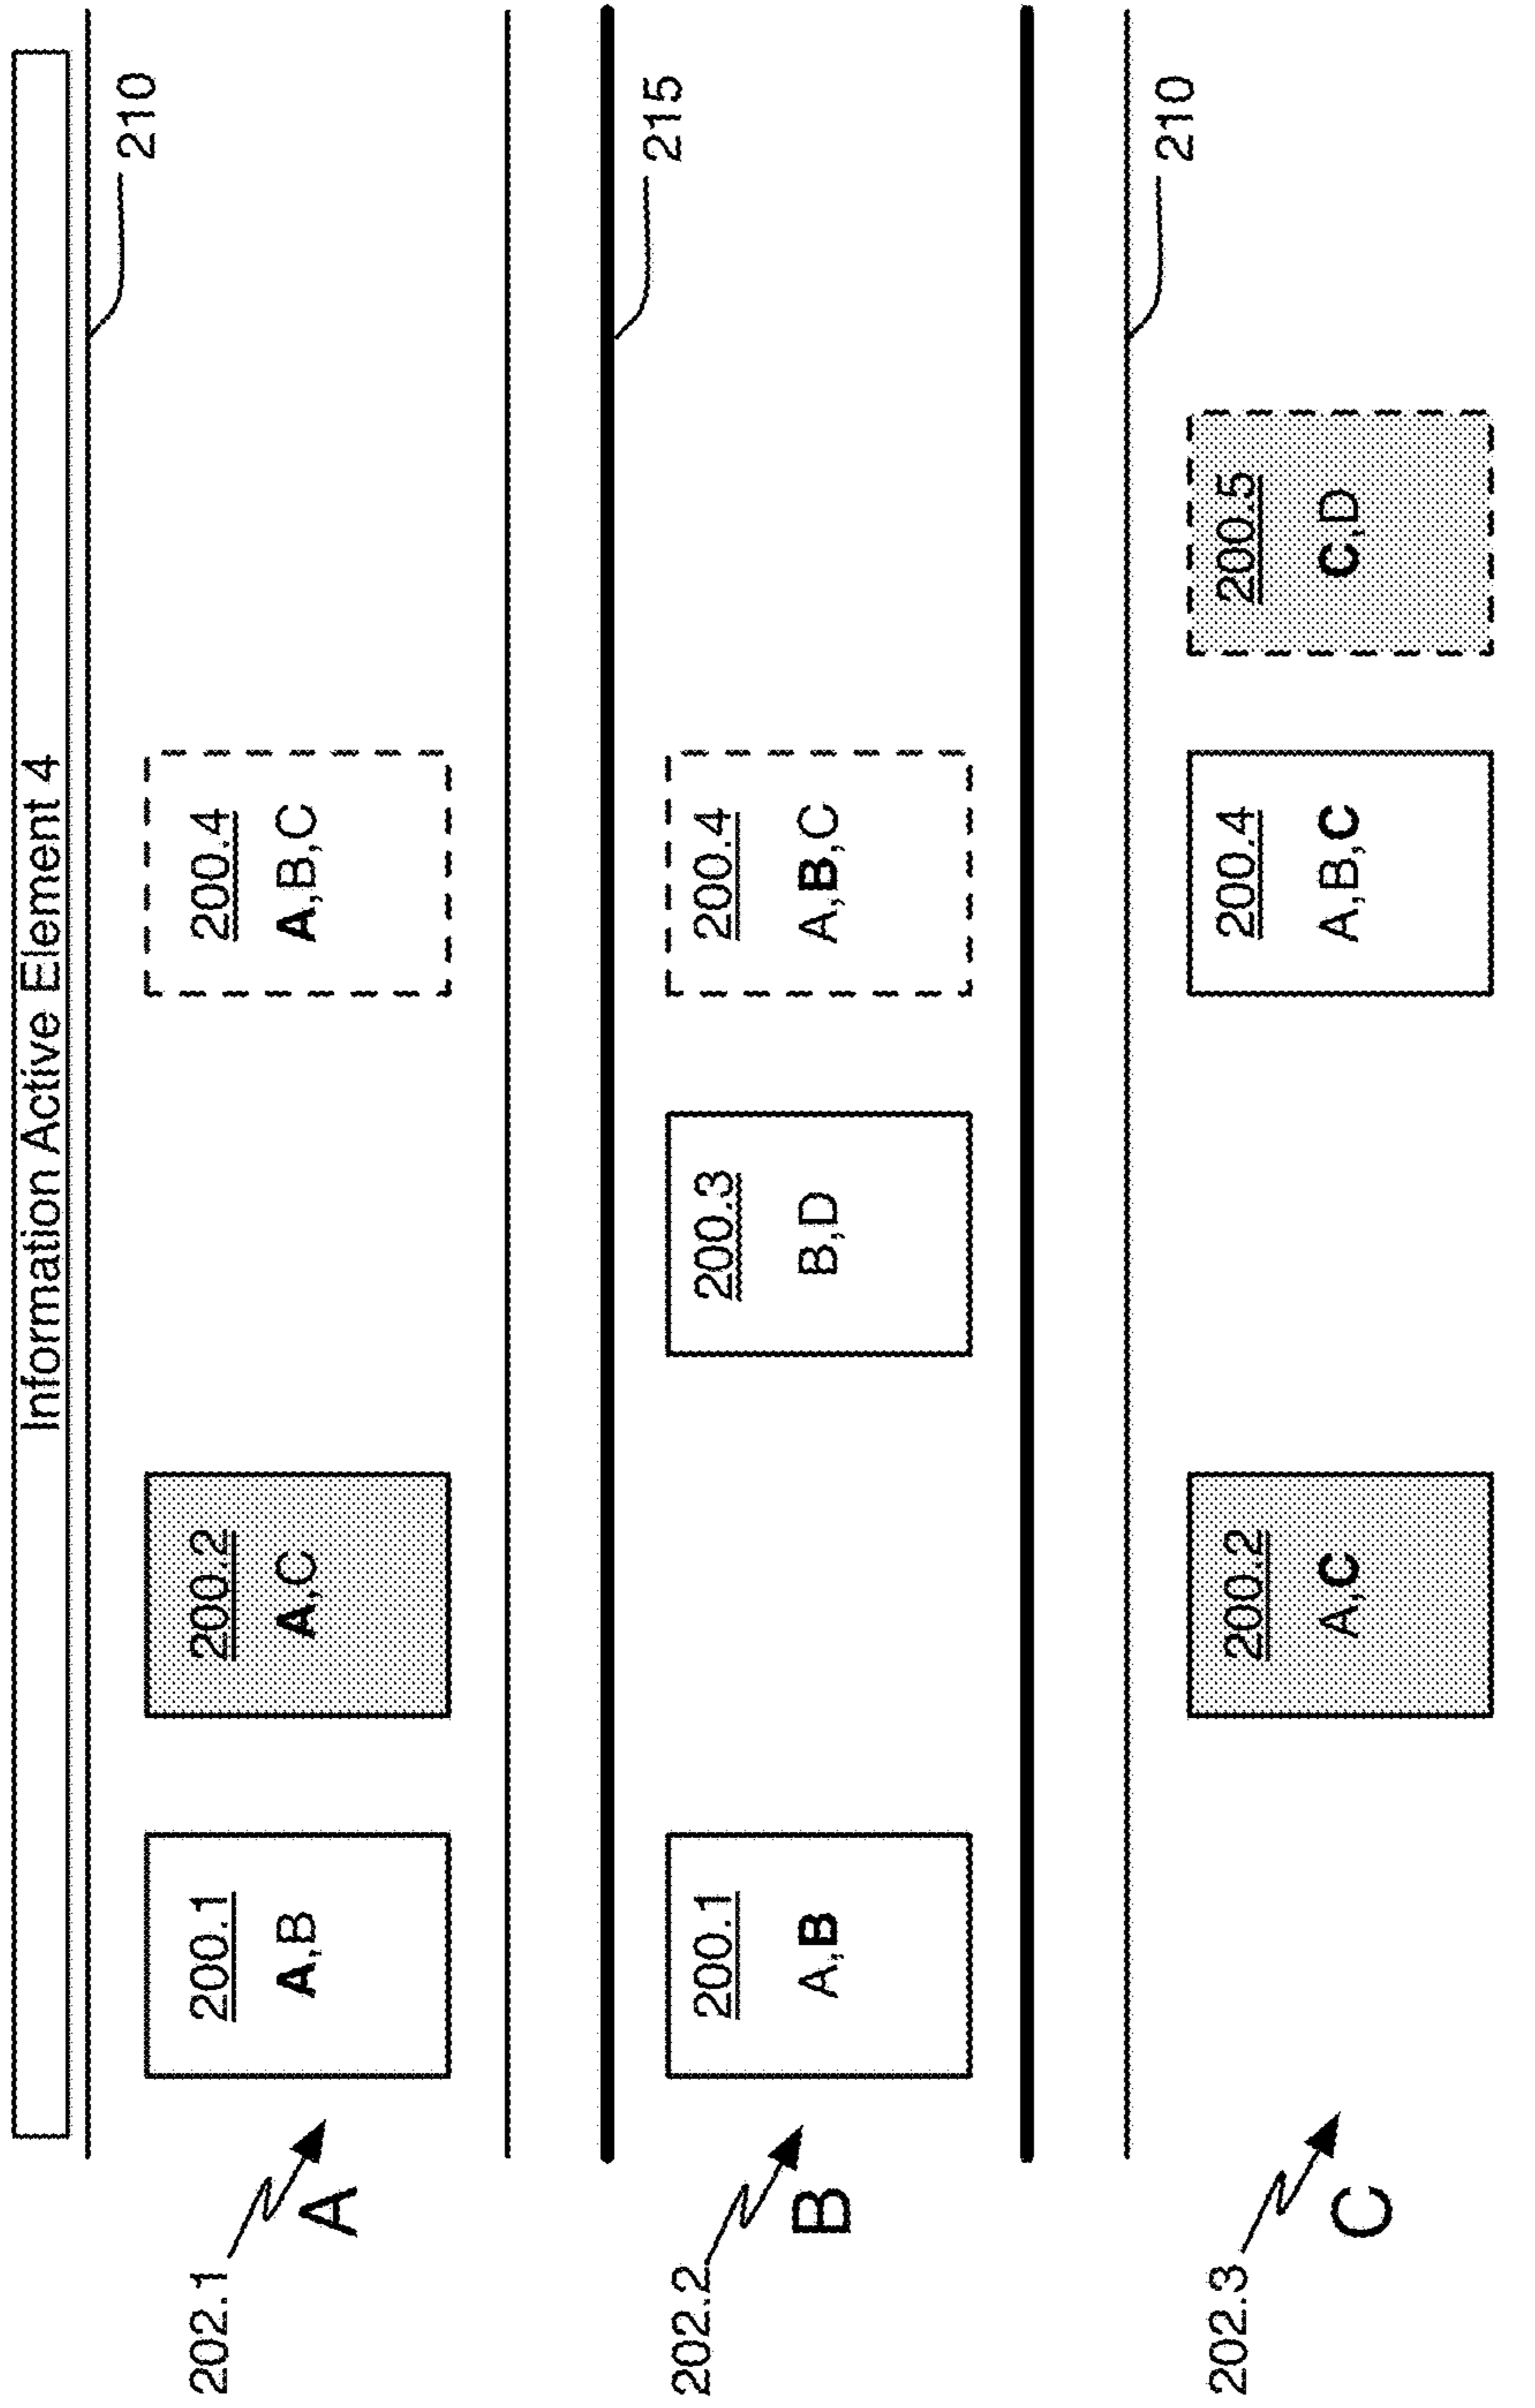 Information Active Element 4
210
202.1
A
200.1
A,B
200.2
A,C
200.4
A,B,C
215
202.2
B
200.1
A,B
200.3
B,D
200.4
A,B,C
210
202.3
C
200.2
A,C
200.4
A,B,C
200.5
C,D